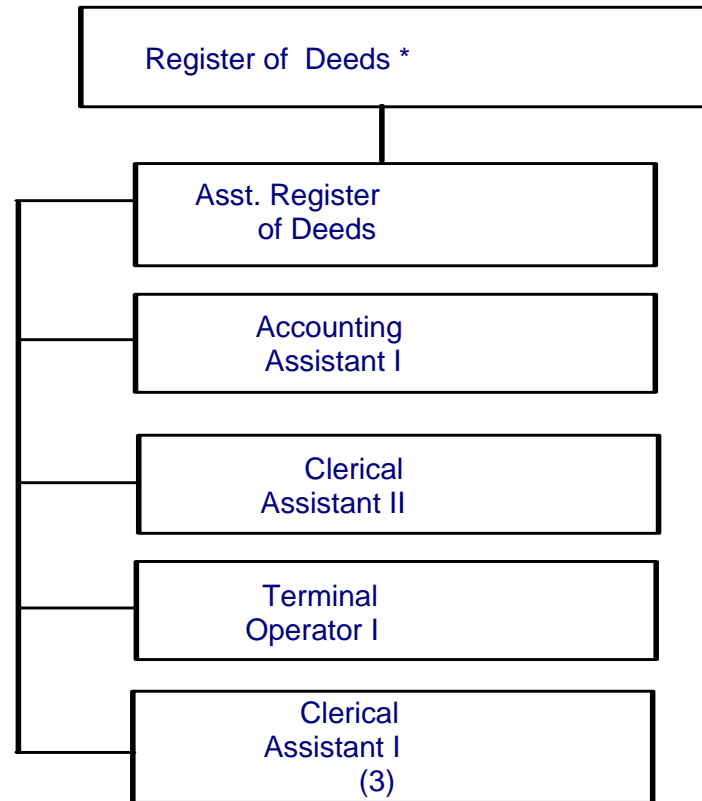 Register of Deeds *
Asst. Register
of Deeds
Accounting
Assistant I
Clerical
Assistant II
Terminal
Operator I
Clerical
Assistant I
(3)